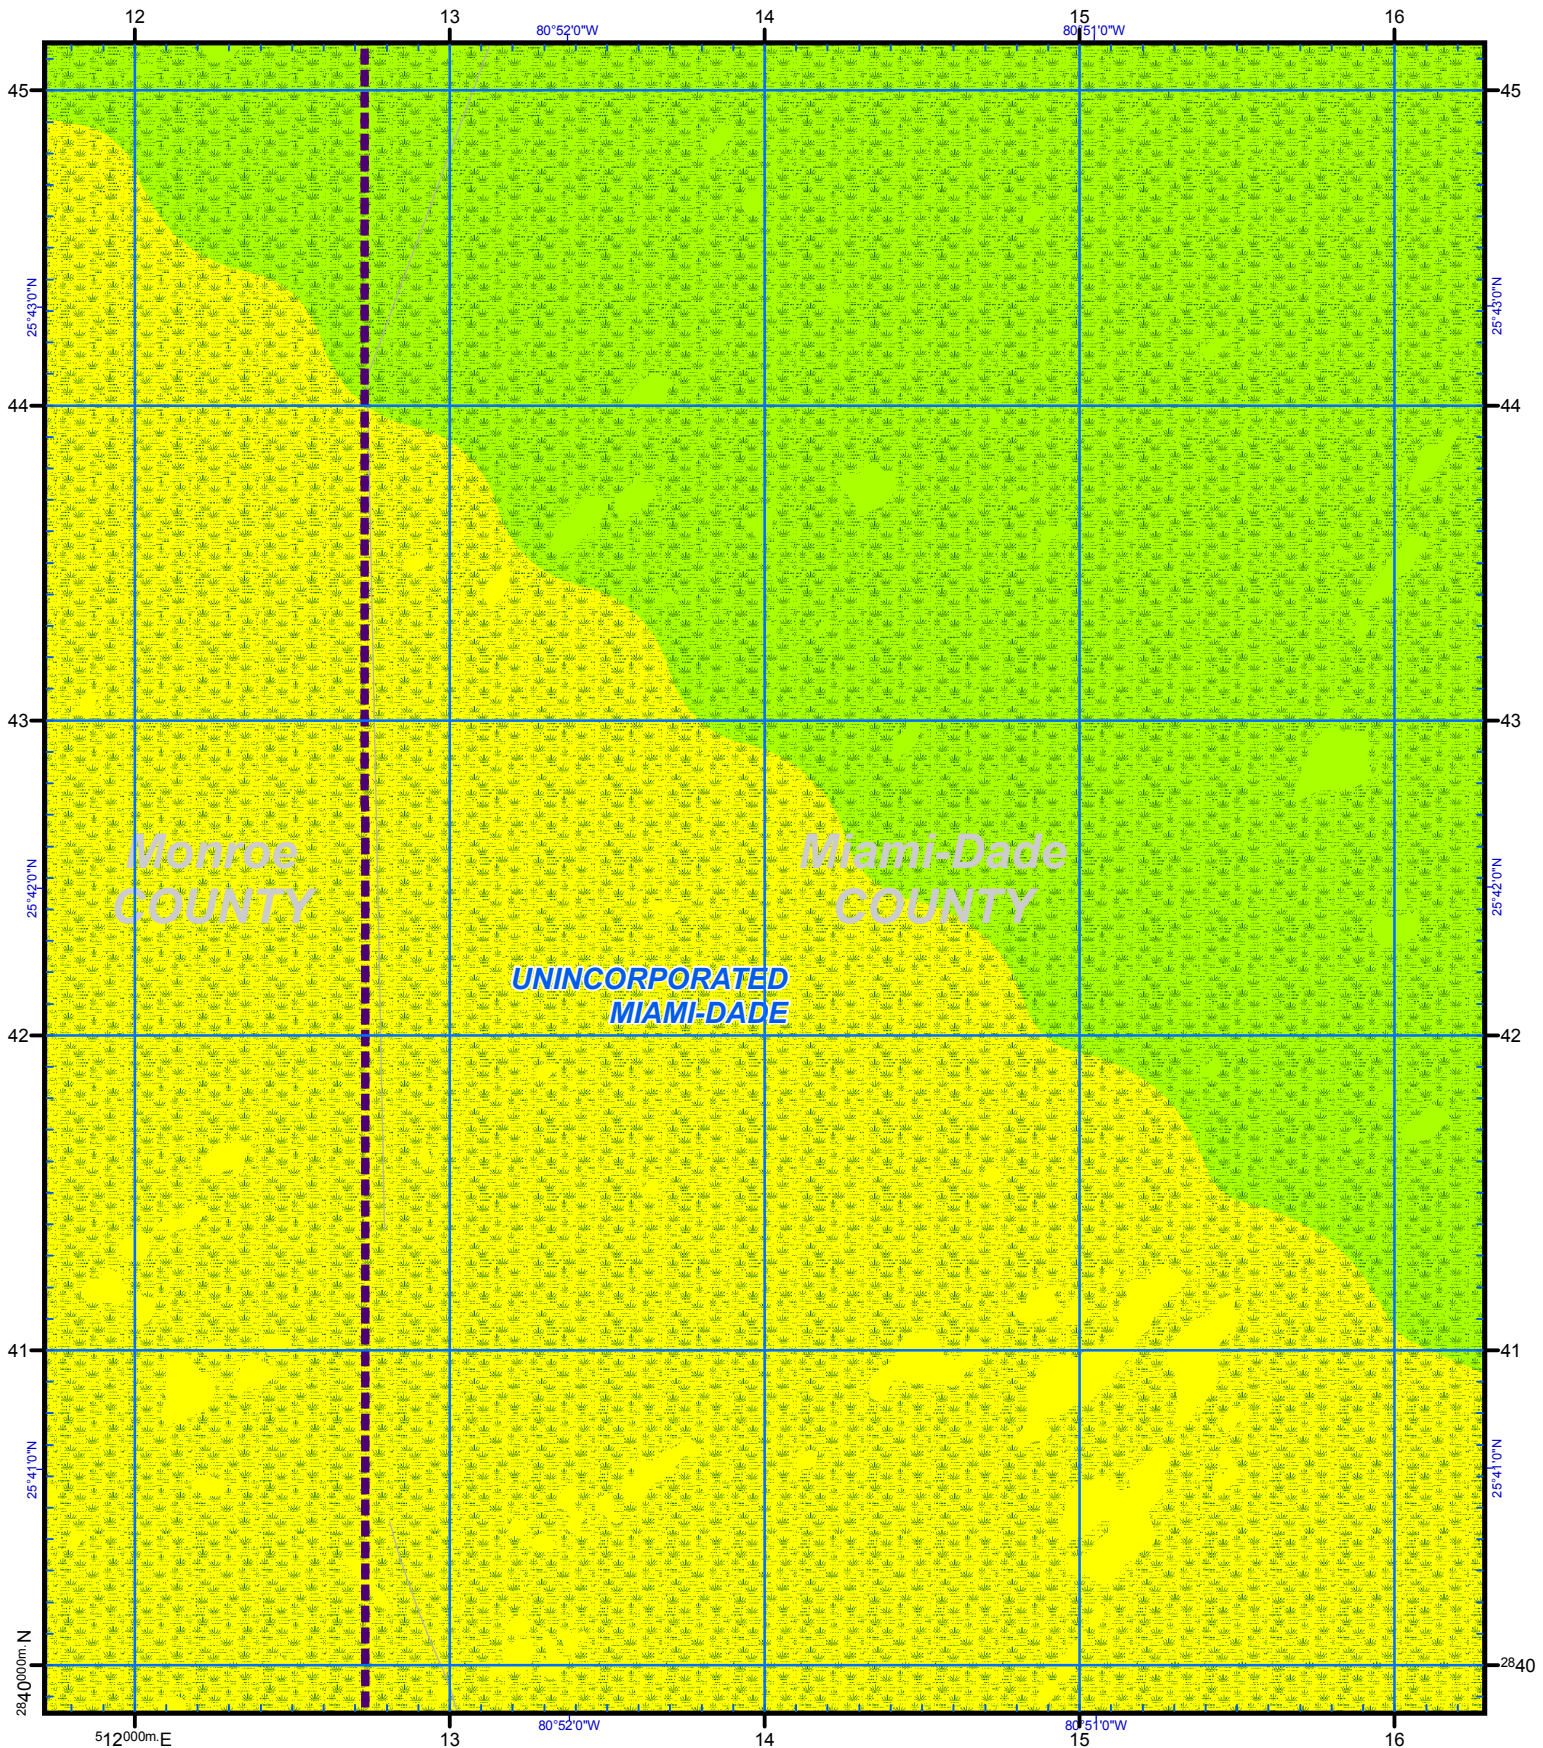 12 13 14 15 16
80°52'0"W 80°51'0"W
45 45
25°43'0"N 25°43'0"N
44 44
43 43
Monroe Miami-Dade
COUNTY COUNTY
25°42'0"N 25°42'0"N
UNINCORPORATED
MIAMI-DADE
42 42
41 41
25°41'0"N 25°41'0"N
2840000m.N 2840
80°52'0"W 80°51'0"W
512000m.E 13 14 15 16